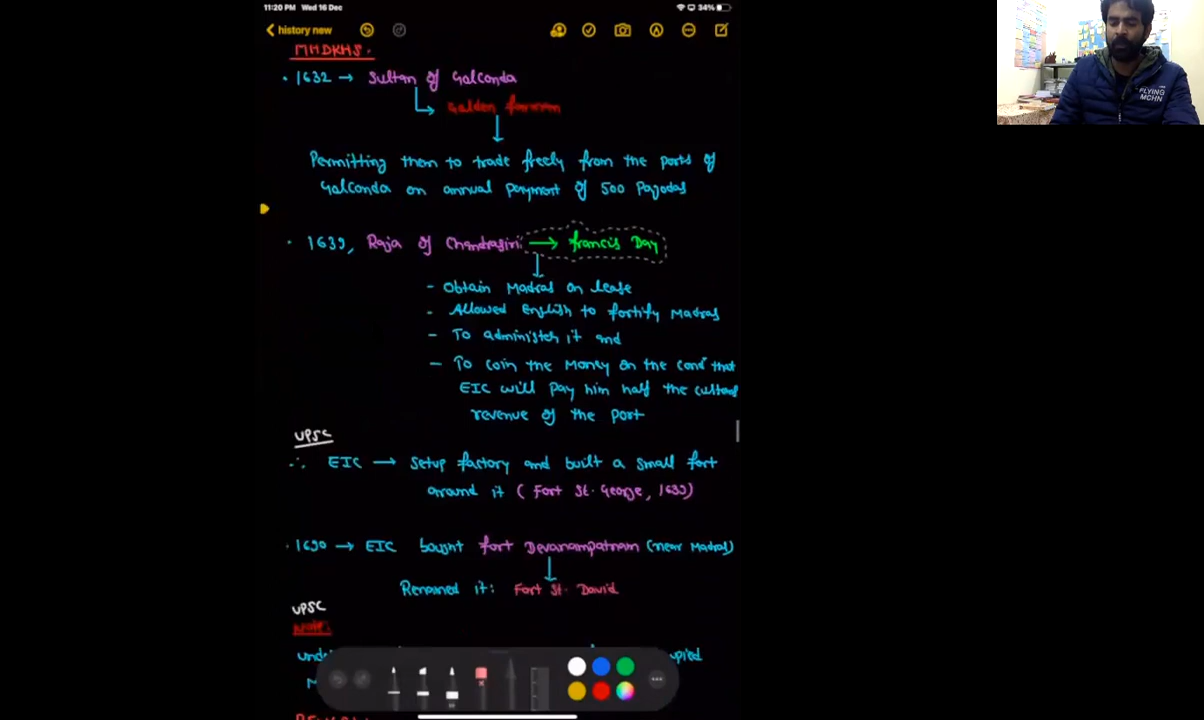 11:20 PM Wed 16 Dec
34%
history new
MADRAS.
• 1632 → Sultan of Golconda
Golden farman
Permitting them to trade freely from the ports of
Golconda on annual payment of 500 Pagodas
• 1639, Raja of Chandragiri → Francis Day
- Obtain Madras on lease
- Allowed English to fortify Madras
- To administer it and
- To coin the money on the condⁿ that
EIC will pay him half the custom
revenue of the port
UPSC
∴ EIC → Setup factory and built a small fort
around it (Fort St. George, 1639)
• 1690 → EIC bought fort Devanampatnam (near Madras)
Renamed it: Fort St. David
UPSC
Note:
FLYING
MCHN